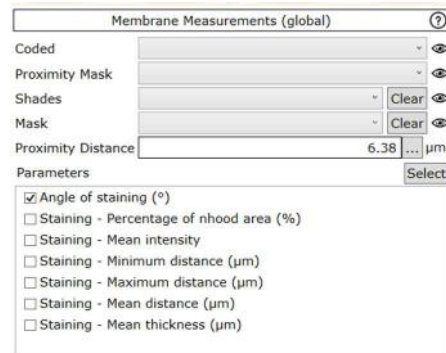 Membrane Measurements (global) ?
Coded
Proximity Mask
Shades Clear
Mask Clear
Proximity Distance 6.38 ... μm
Parameters Select
Angle of staining (°)
Staining - Percentage of nhood area (%)
Staining - Mean intensity
Staining - Minimum distance (μm)
Staining - Maximum distance (μm)
Staining - Mean distance (μm)
Staining - Mean thickness (μm)